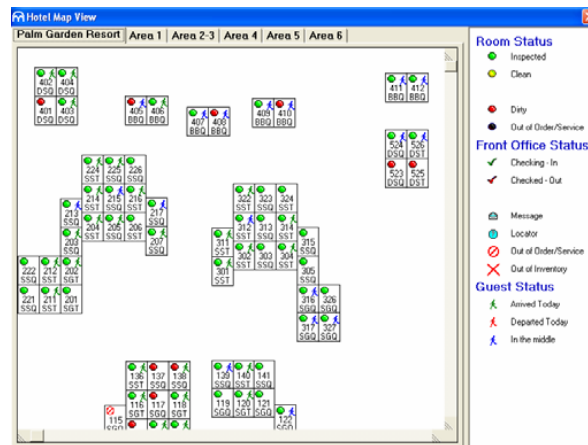 Hotel Map View
Palm Garden Resort Area 1 Area 2-3 Area 4 Area 5 Area 6
Room Status
Inspected
Clean
Dirty
Out of Order/Service
Front Office Status
Checking - In
Checked - Out
Message
Locator
Out of Order/Service
Out of Inventory
Guest Status
Arrived Today
Departed Today
In the middle
402 404
DSQ DSQ
401 403
DSQ DSQ
405 406
BBQ BBQ
407 408
BBQ BBQ
409 410
BBQ BBQ
411 412
BBQ BBQ
524 526
DSQ DST
523 525
DSQ DST
224 225 226
SST SSQ SSQ
214 215 216
SST SSQ SST
204 205 206
SST SSQ SST
213
SSQ
203
SSQ
217
SSQ
207
SSQ
222 212 202
SSQ SST SGT
221 211 201
SSQ SST SGT
322 323 324
SST SSQ SST
312 313 314
SST SSQ SST
302 303 304
SST SSQ SST
311
SST
301
SST
315
SSQ
305
SSQ
316 326
SGQ SGQ
317 327
SGQ SGQ
136 137 138
SST SSQ SSQ
116 117 118
SGT SGQ SGT
115
SGQ
139 140 141
SSQ SST SSQ
119 120 121
SGQ SGT SGQ
122